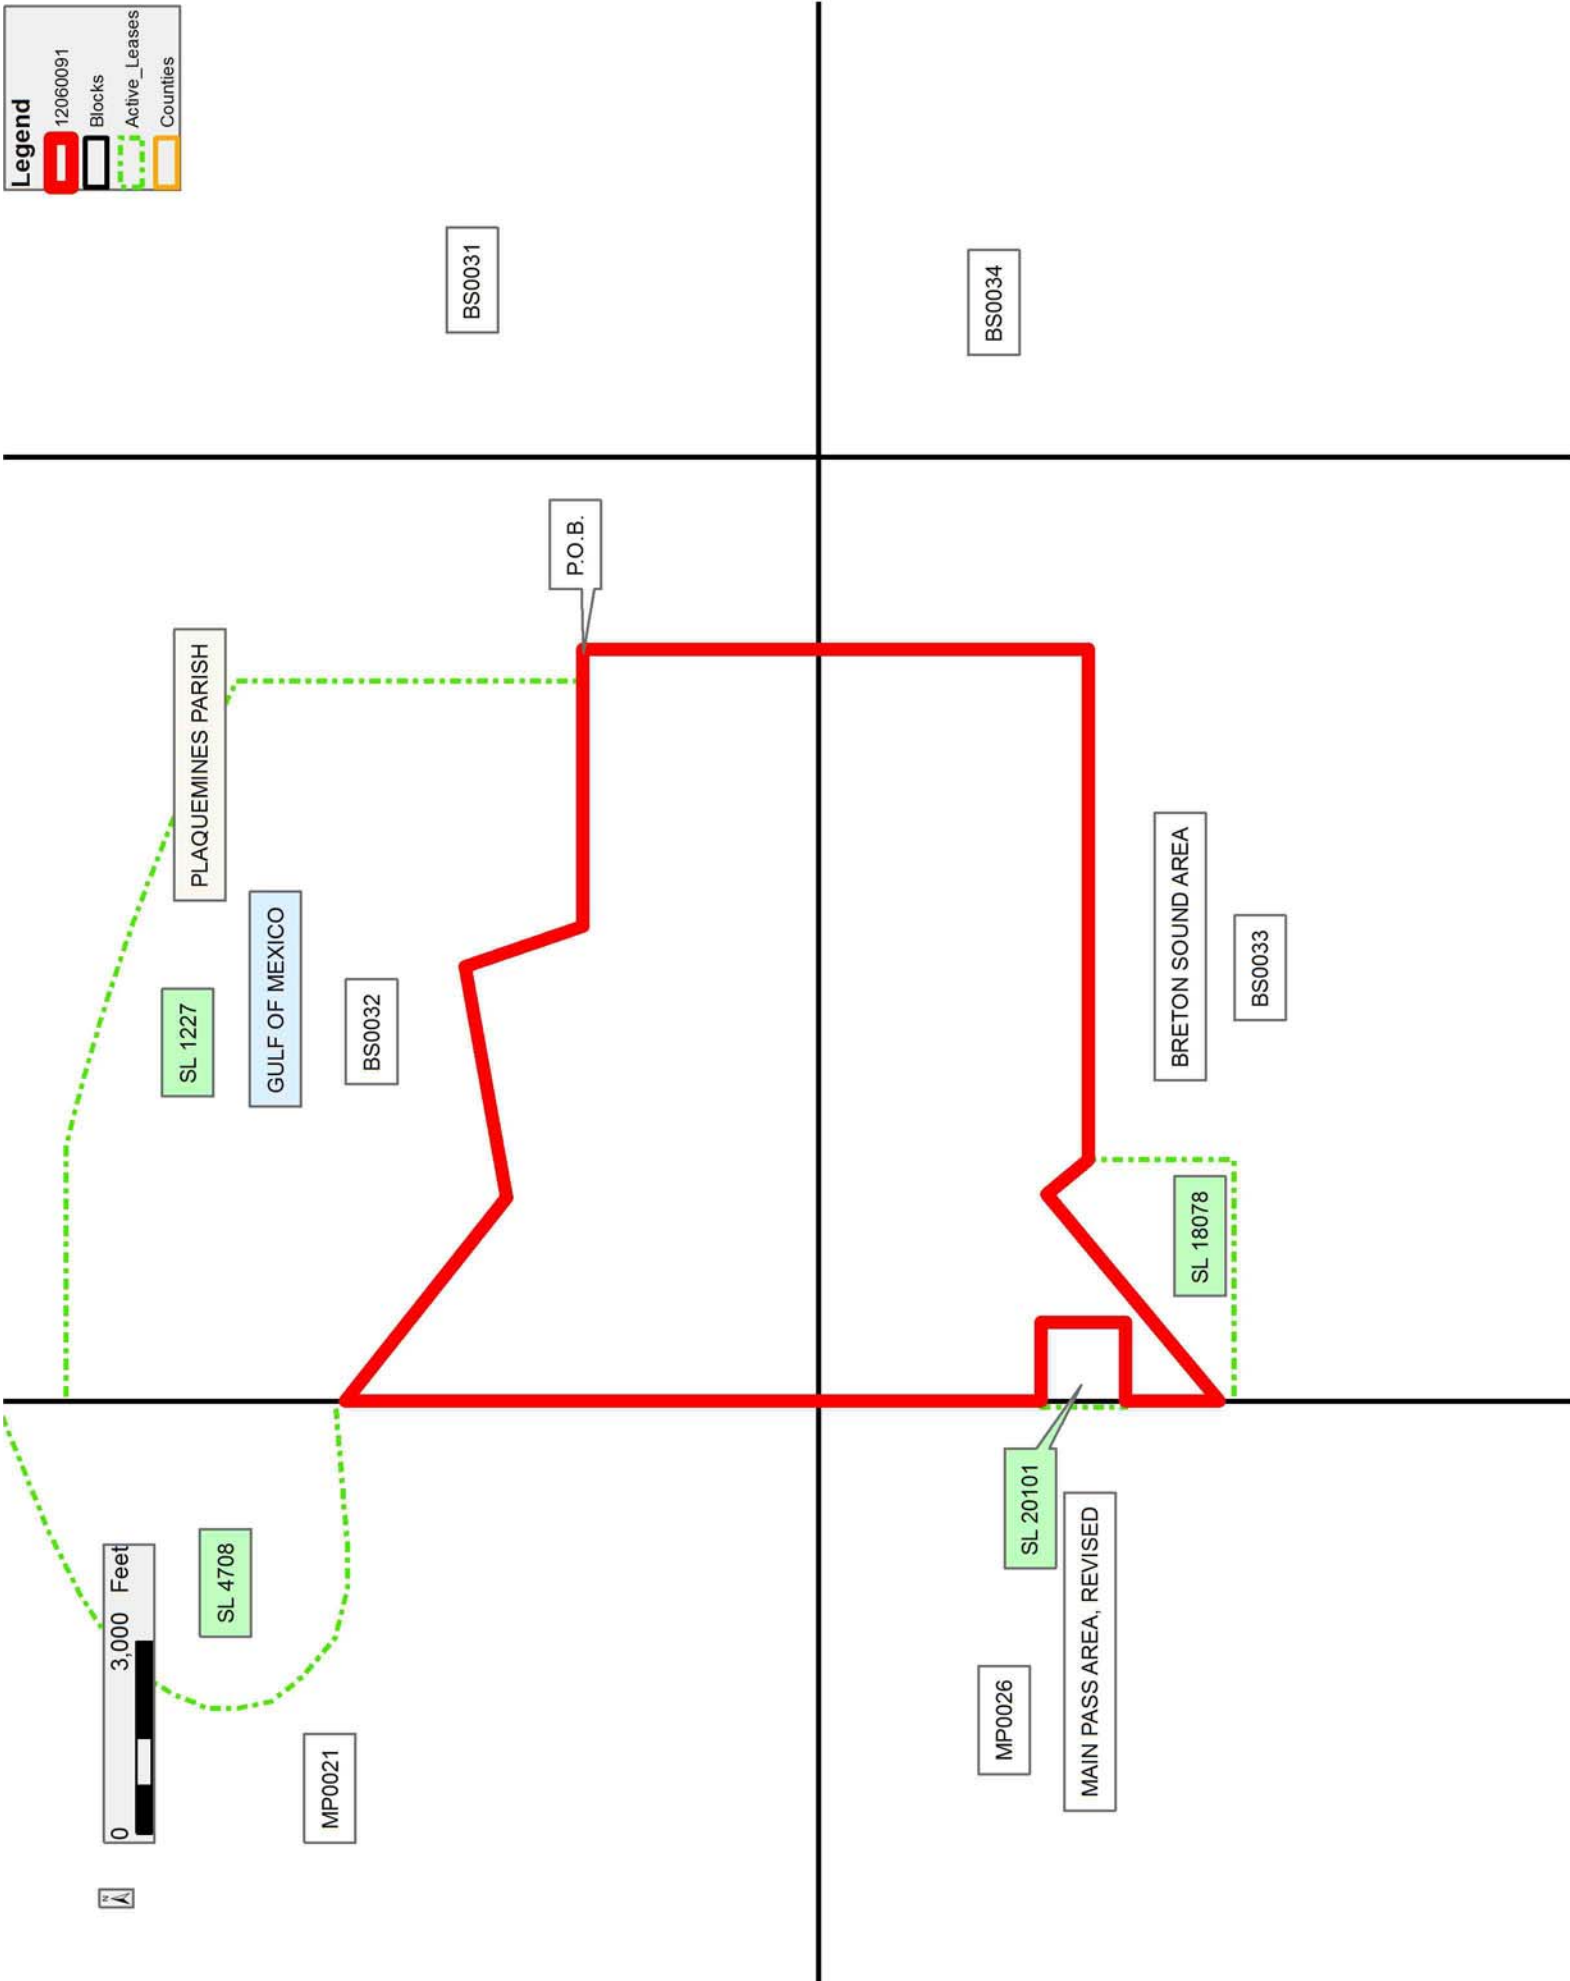 Legend
12060091
Blocks
Active_Leases
Counties
0 3,000 Feet
N
SL 4708
MP0021
PLAQUEMINES PARISH
SL 1227
GULF OF MEXICO
BS0032
BS0031
P.O.B.
BS0034
SL 20101
MP0026
MAIN PASS AREA, REVISED
SL 18078
BRETON SOUND AREA
BS0033